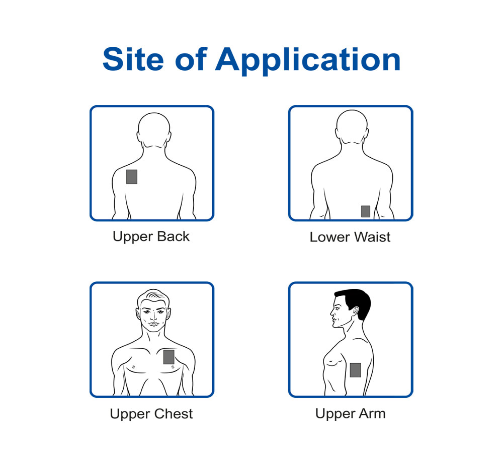 Site of Application
Upper Back
Lower Waist
Upper Chest
Upper Arm